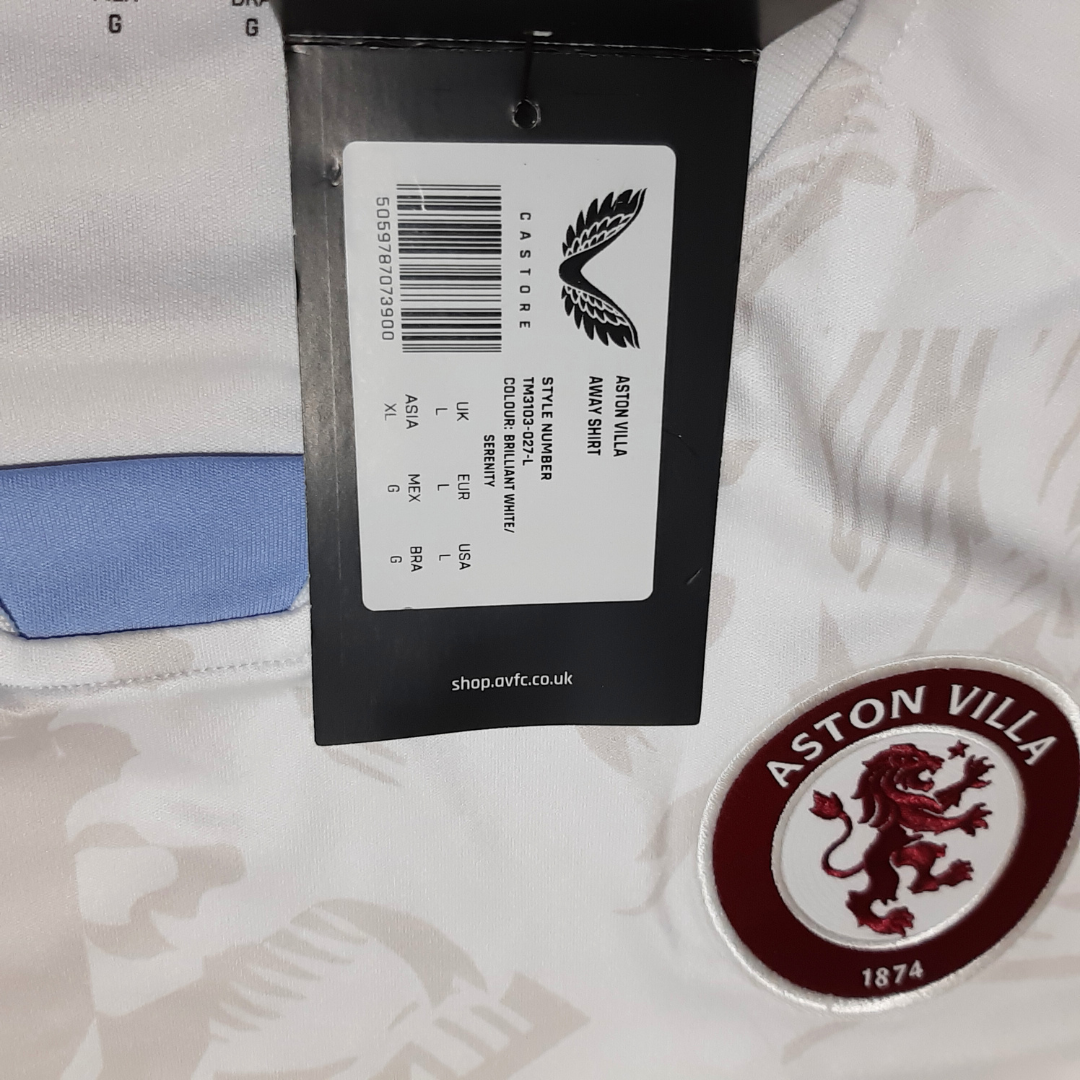 G
G
CASTORE
5059787073900
ASTON VILLA
AWAY SHIRT
STYLE NUMBER
TM3103-027-L
COLOUR: BRILLIANT WHITE/
SERENITY
UK EUR USA
L L L
ASIA MEX BRA
XL G G
shop.avfc.co.uk
ASTON VILLA
1874